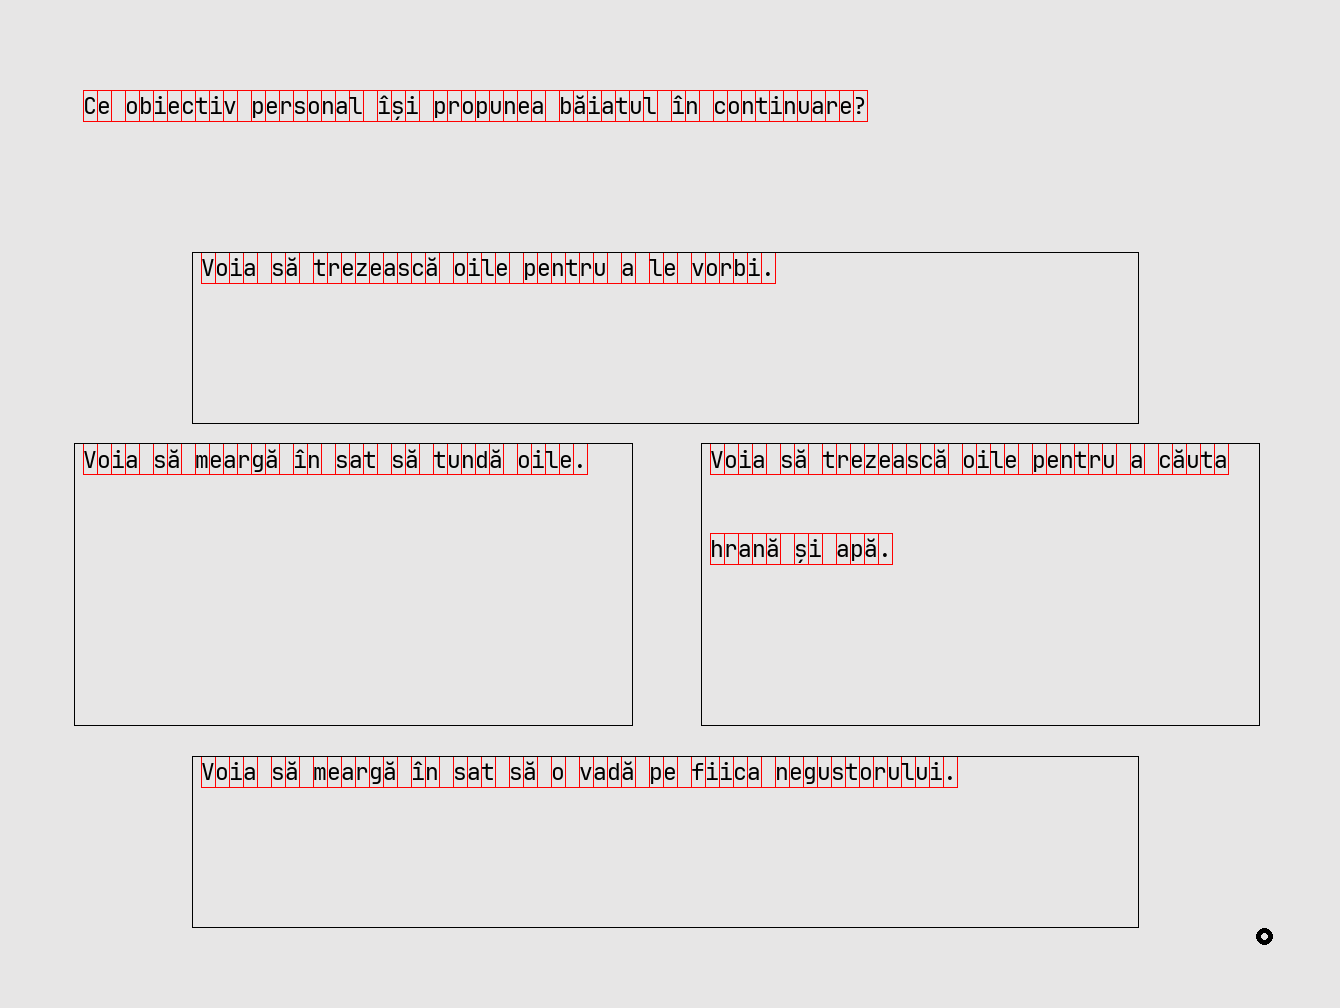 Ce obiectiv personal își propunea băiatul în continuare?
Voia să trezească oile pentru a le vorbi.
Voia să meargă în sat să tundă oile.
Voia să trezească oile pentru a căuta
hrană și apă.
Voia să meargă în sat să o vadă pe fiica negustorului.